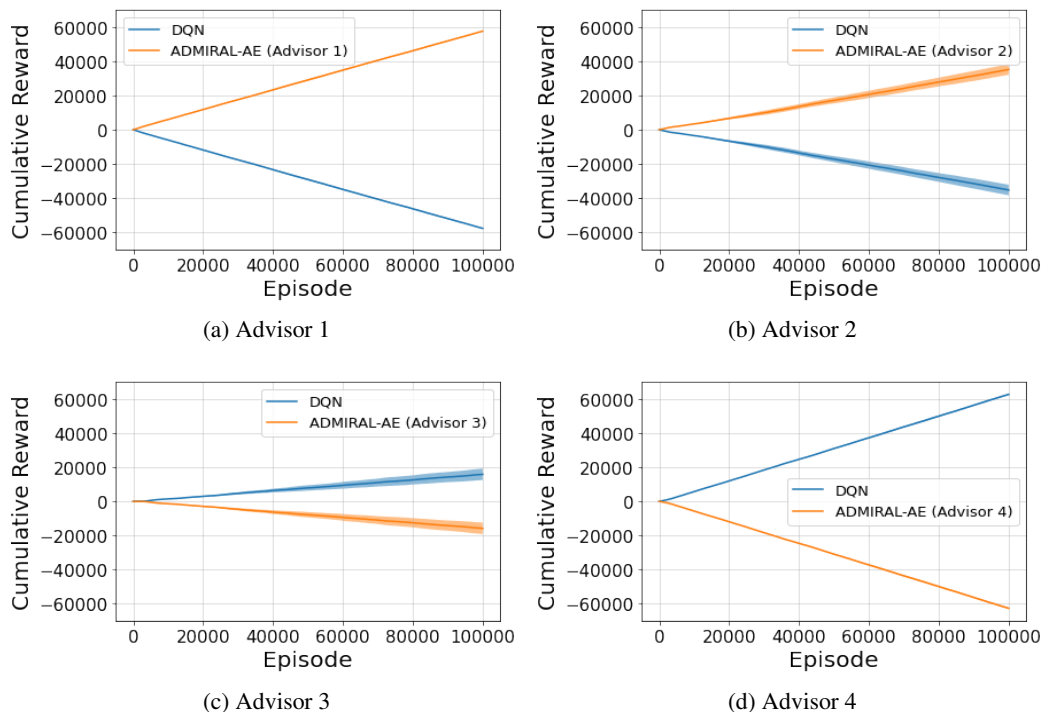 60000
40000
20000
0
−20000
−40000
−60000
Cumulative Reward
DQN
ADMIRAL-AE (Advisor 1)
0 20000 40000 60000 80000 100000
Episode
(a) Advisor 1
60000
40000
20000
0
−20000
−40000
−60000
Cumulative Reward
DQN
ADMIRAL-AE (Advisor 2)
0 20000 40000 60000 80000 100000
Episode
(b) Advisor 2
60000
40000
20000
0
−20000
−40000
−60000
Cumulative Reward
DQN
ADMIRAL-AE (Advisor 3)
0 20000 40000 60000 80000 100000
Episode
(c) Advisor 3
60000
40000
20000
0
−20000
−40000
−60000
Cumulative Reward
DQN
ADMIRAL-AE (Advisor 4)
0 20000 40000 60000 80000 100000
Episode
(d) Advisor 4